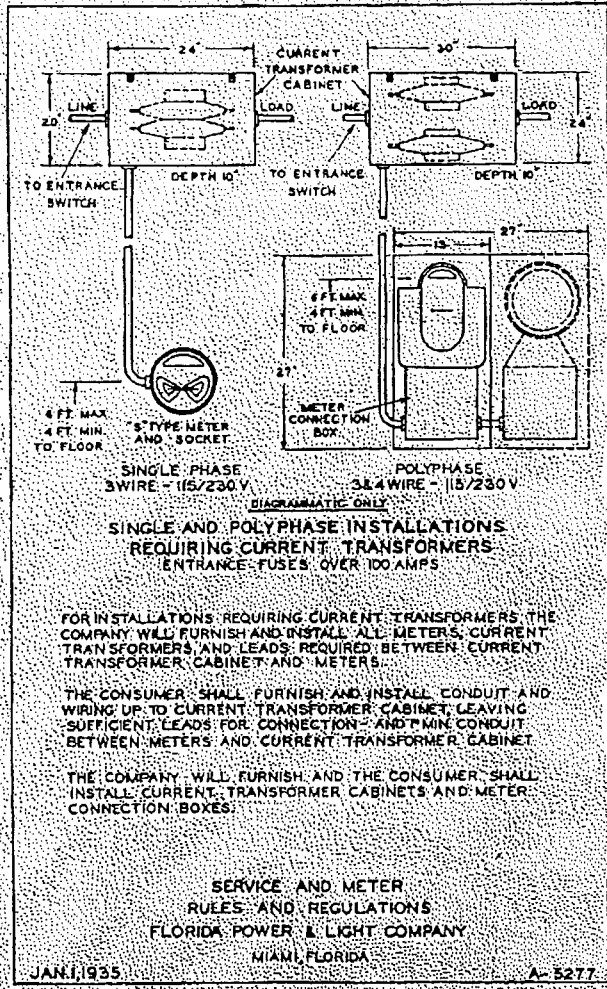 24"
CURRENT
TRANSFORMER
CABINET
30"
LINE
LOAD
LINE
LOAD
20"
24"
TO ENTRANCE
SWITCH
DEPTH 10"
TO ENTRANCE
SWITCH
DEPTH 10"
27"
13"
6 FT. MAX.
4 FT. MIN.
TO FLOOR
27"
METER
CONNECTION
BOX
6 FT. MAX.
4 FT. MIN.
TO FLOOR
"S" TYPE METER
AND SOCKET
SINGLE PHASE
3 WIRE - 115/230 V
POLYPHASE
3 & 4 WIRE - 115/230 V
DIAGRAMMATIC ONLY
SINGLE AND POLYPHASE INSTALLATIONS
REQUIRING CURRENT TRANSFORMERS
ENTRANCE FUSES OVER 100 AMPS
FOR INSTALLATIONS REQUIRING CURRENT TRANSFORMERS, THE
COMPANY WILL FURNISH AND INSTALL ALL METERS, CURRENT
TRANSFORMERS, AND LEADS REQUIRED BETWEEN CURRENT
TRANSFORMER CABINET AND METERS.
THE CONSUMER SHALL FURNISH AND INSTALL CONDUIT AND
WIRING UP TO CURRENT TRANSFORMER CABINET, LEAVING
SUFFICIENT LEADS FOR CONNECTION - AND 1" MIN. CONDUIT
BETWEEN METERS AND CURRENT TRANSFORMER CABINET
THE COMPANY WILL FURNISH AND THE CONSUMER SHALL
INSTALL CURRENT TRANSFORMER CABINETS AND METER
CONNECTION BOXES.
SERVICE AND METER
RULES AND REGULATIONS
FLORIDA POWER & LIGHT COMPANY
MIAMI, FLORIDA
JAN. 1, 1935
A-5277